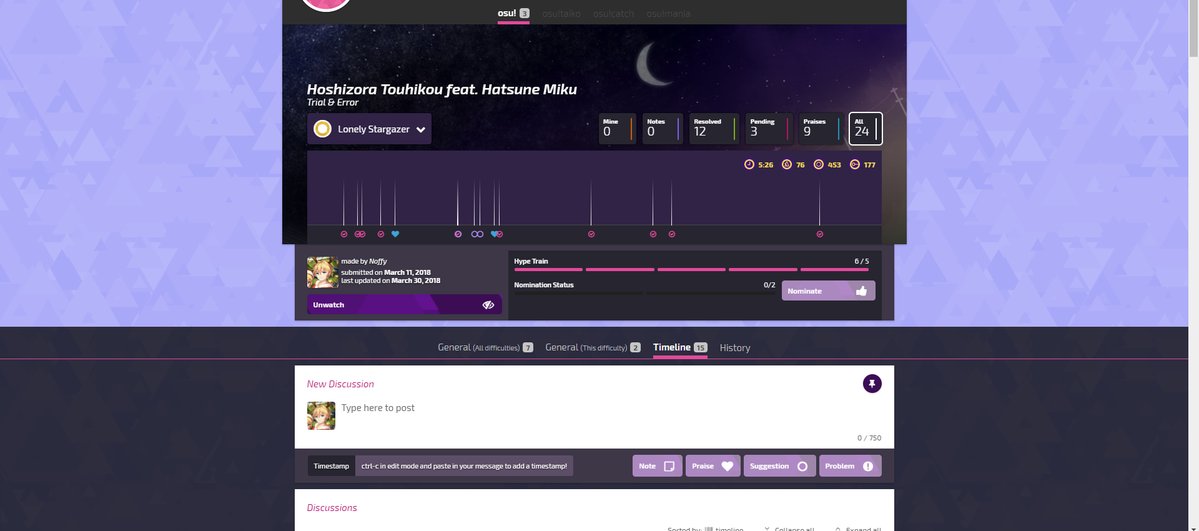 osu! 3 osu!taiko osu!catch osu!mania
Hoshizora Touhikou feat. Hatsune Miku
Trial & Error
Lonely Stargazer
Mine 0
Notes 0
Resolved 12
Pending 3
Praises 9
All 24
5:26 76 453 177
made by Noffy
submitted on March 11, 2018
last updated on March 30, 2018
Unwatch
Hype Train 6 / 5
Nomination Status 0/2
Nominate
General (All difficulties) 7 General (This difficulty) 2 Timeline 15 History
New Discussion
Type here to post
0 / 750
Timestamp ctrl-c in edit mode and paste in your message to add a timestamp!
Note Praise Suggestion Problem
Discussions
Sorted by: timeline Collapse all Expand all